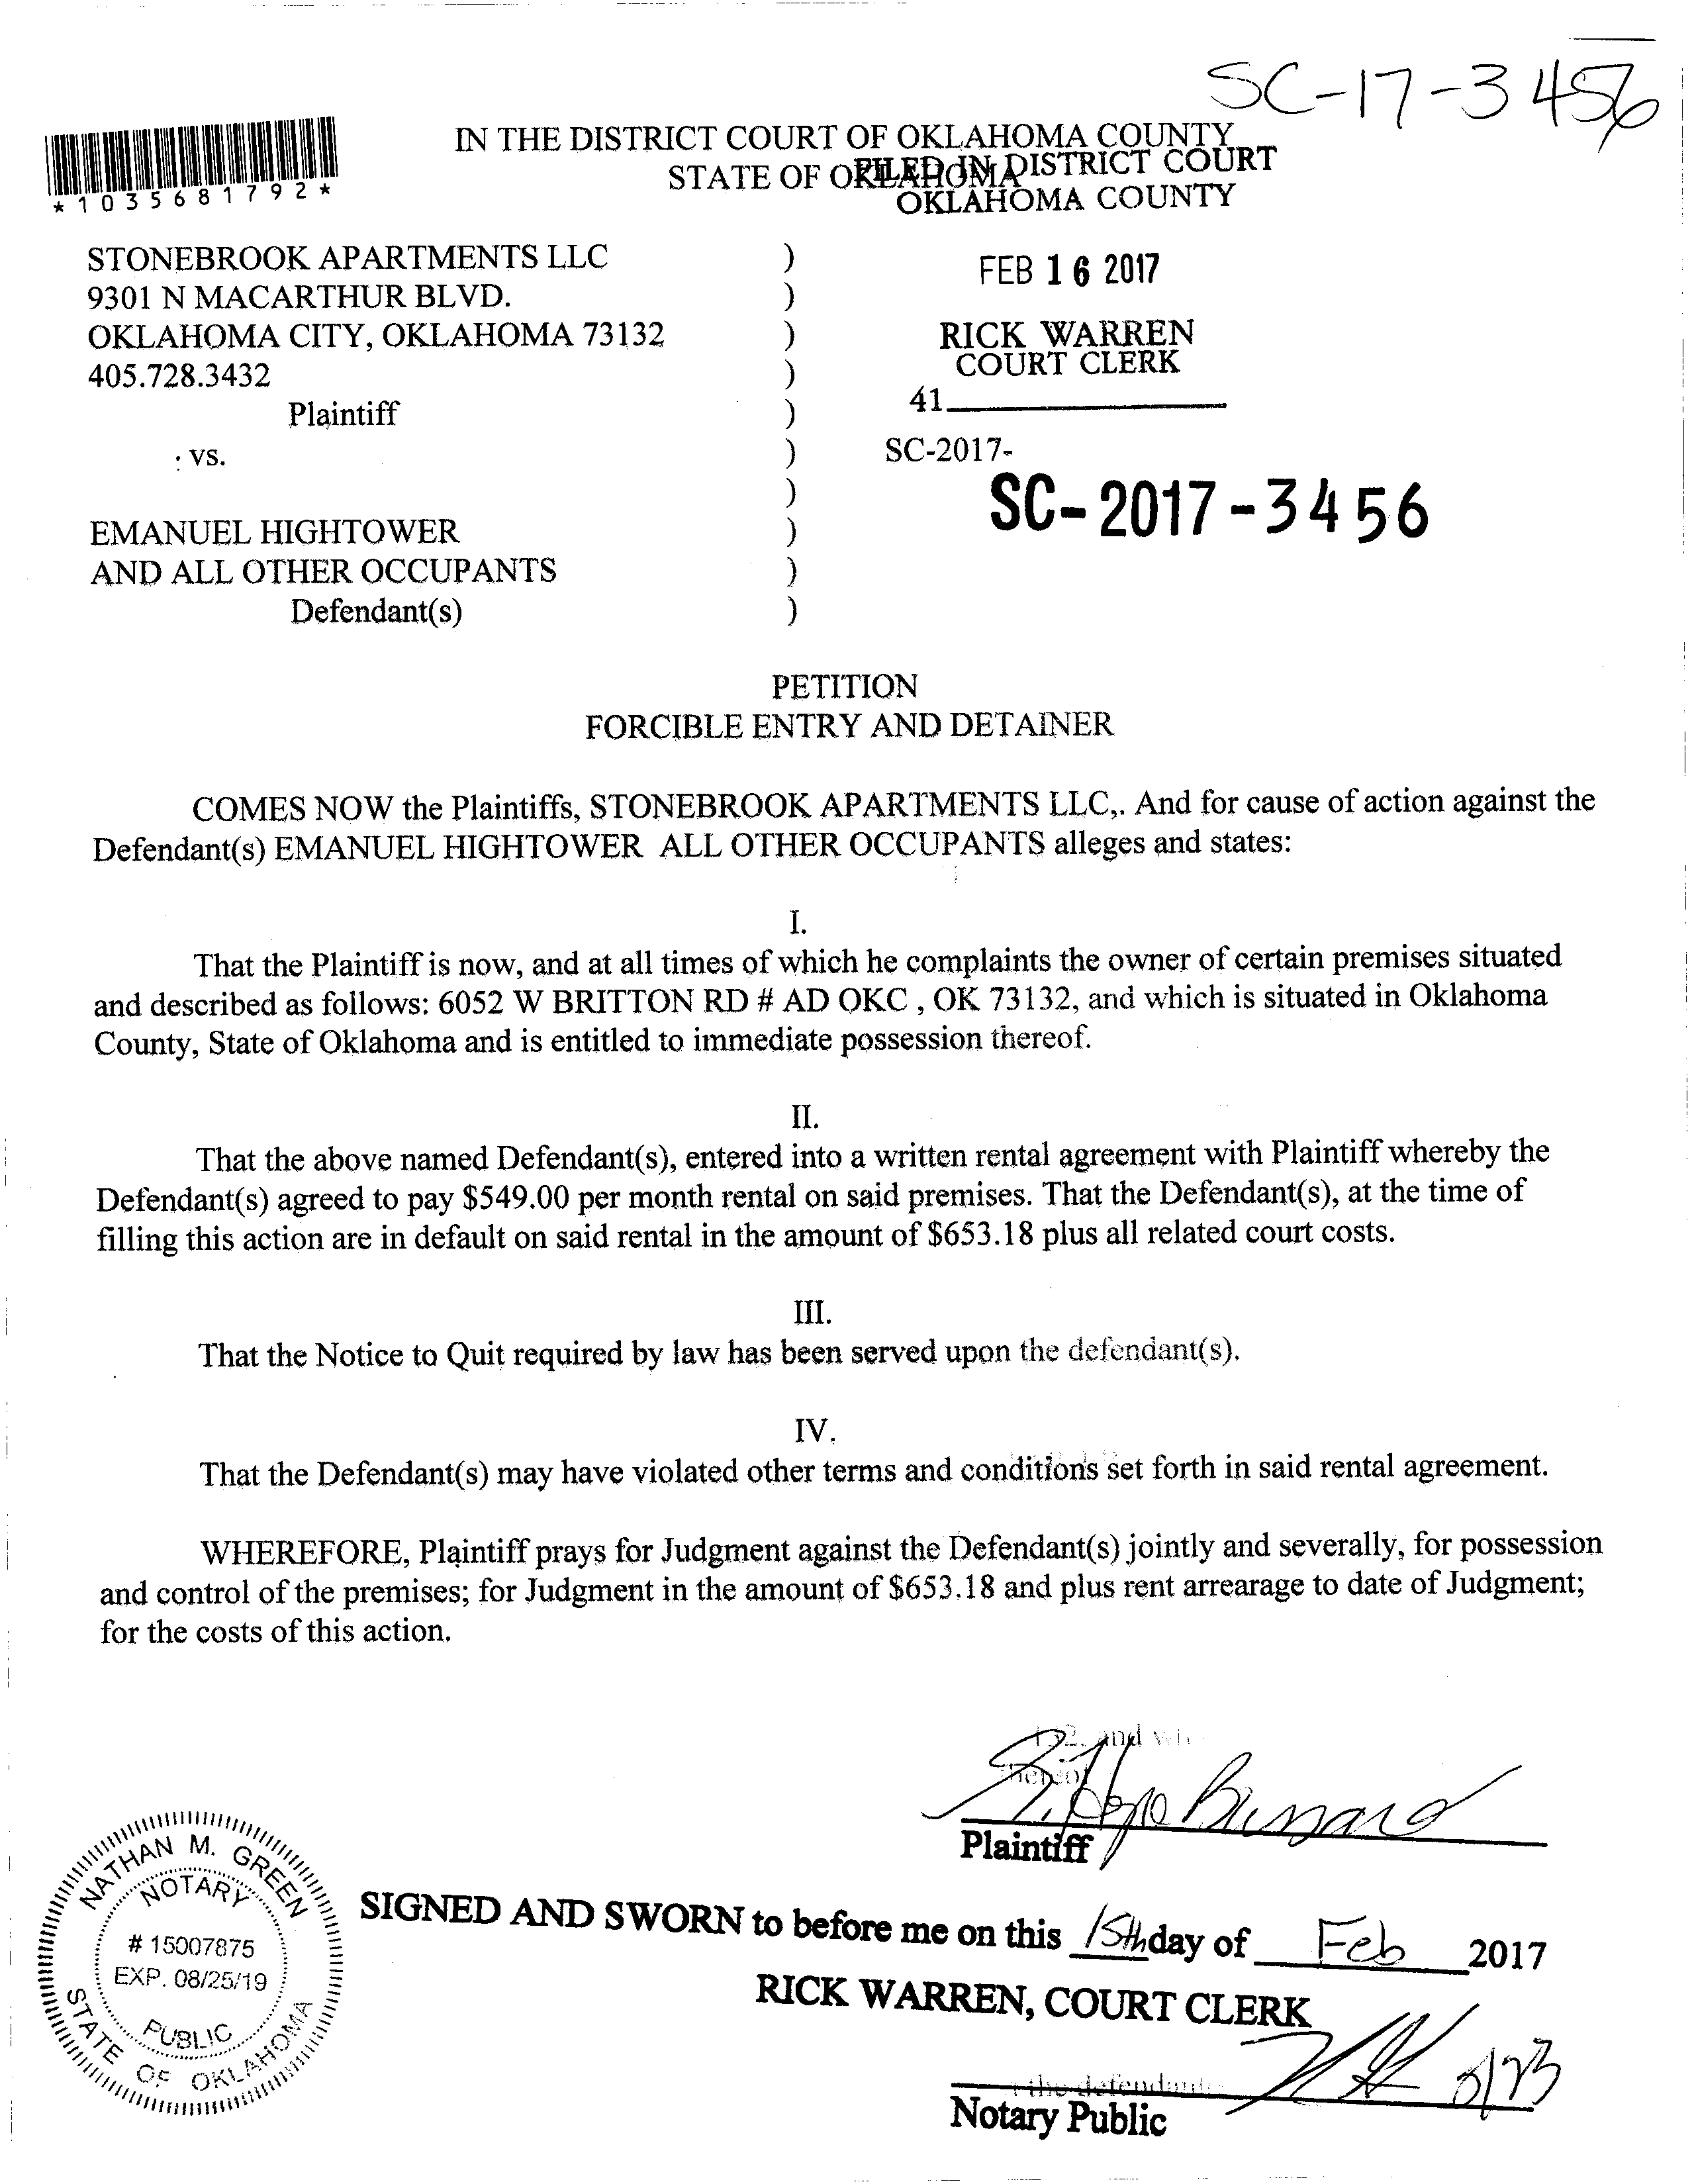 SC-17-3456
*1035681792*
IN THE DISTRICT COURT OF OKLAHOMA COUNTY
STATE OF OKLAHOMA
FILED IN DISTRICT COURT
OKLAHOMA COUNTY
FEB 16 2017
RICK WARREN
COURT CLERK
41
STONEBROOK APARTMENTS LLC )
9301 N MACARTHUR BLVD. )
OKLAHOMA CITY, OKLAHOMA 73132 )
405.728.3432 )
Plaintiff )
vs. ) SC-2017-
) SC-2017-3456
EMANUEL HIGHTOWER )
AND ALL OTHER OCCUPANTS )
Defendant(s) )
PETITION
FORCIBLE ENTRY AND DETAINER
COMES NOW the Plaintiffs, STONEBROOK APARTMENTS LLC,. And for cause of action against the
Defendant(s) EMANUEL HIGHTOWER ALL OTHER OCCUPANTS alleges and states:
I.
That the Plaintiff is now, and at all times of which he complaints the owner of certain premises situated
and described as follows: 6052 W BRITTON RD # AD OKC , OK 73132, and which is situated in Oklahoma
County, State of Oklahoma and is entitled to immediate possession thereof.
II.
That the above named Defendant(s), entered into a written rental agreement with Plaintiff whereby the
Defendant(s) agreed to pay $549.00 per month rental on said premises. That the Defendant(s), at the time of
filling this action are in default on said rental in the amount of $653.18 plus all related court costs.
III.
That the Notice to Quit required by law has been served upon the defendant(s).
IV.
That the Defendant(s) may have violated other terms and conditions set forth in said rental agreement.
WHEREFORE, Plaintiff prays for Judgment against the Defendant(s) jointly and severally, for possession
and control of the premises; for Judgment in the amount of $653.18 and plus rent arrearage to date of Judgment;
for the costs of this action.
Plaintiff
NATHAN M. GREEN
NOTARY
# 15007875
EXP. 08/25/19
PUBLIC
STATE OF OKLAHOMA
SIGNED AND SWORN to before me on this 15th day of Feb 2017
RICK WARREN, COURT CLERK
Notary Public